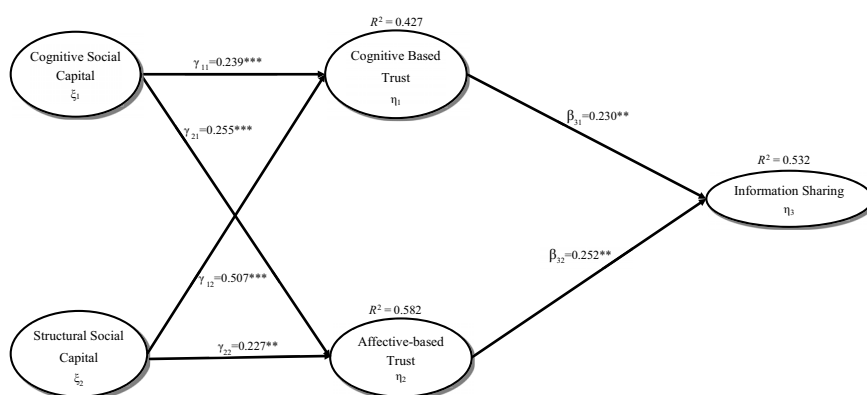 R² = 0.427
Cognitive Social
Capital
ξ₁
γ₁₁=0.239***
Cognitive Based
Trust
η₁
γ₂₁=0.255***
β₃₁=0.230**
R² = 0.532
Information Sharing
η₃
β₃₂=0.252**
γ₁₂=0.507***
R² = 0.582
Structural Social
Capital
ξ₂
γ₂₂=0.227**
Affective-based
Trust
η₂